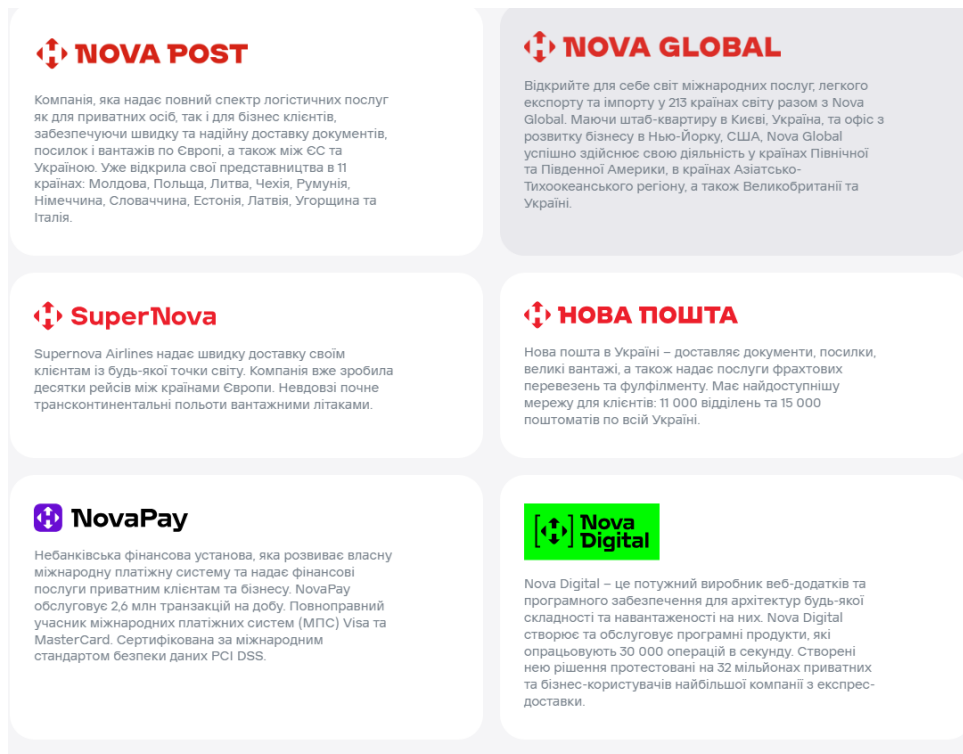 NOVA POST
Компанія, яка надає повний спектр логістичних послуг
як для приватних осіб, так і для бізнес клієнтів,
забезпечуючи швидку та надійну доставку документів,
посилок і вантажів по Європі, а також між ЄС та
Україною. Уже відкрила свої представництва в 11
країнах: Молдова, Польща, Литва, Чехія, Румунія,
Німеччина, Словаччина, Естонія, Латвія, Угорщина та
Італія.
NOVA GLOBAL
Відкрийте для себе світ міжнародних послуг, легкого
експорту та імпорту у 213 країнах світу разом з Nova
Global. Маючи штаб-квартиру в Києві, Україна, та офіс з
розвитку бізнесу в Нью-Йорку, США, Nova Global
успішно здійснює свою діяльність у країнах Північної
та Південної Америки, в країнах Азіатсько-
Тихоокеанського регіону, а також Великобританії та
Україні.
SuperNova
Supernova Airlines надає швидку доставку своїм
клієнтам із будь-якої точки світу. Компанія вже зробила
десятки рейсів між країнами Європи. Невдовзі почне
трансконтинентальні польоти вантажними літаками.
НОВА ПОШТА
Нова пошта в Україні – доставляє документи, посилки,
великі вантажі, а також надає послуги фрахтових
перевезень та фулфілменту. Має найдоступнішу
мережу для клієнтів: 11 000 відділень та 15 000
поштоматів по всій Україні.
NovaPay
Небанківська фінансова установа, яка розвиває власну
міжнародну платіжну систему та надає фінансові
послуги приватним клієнтам та бізнесу. NovaPay
обслуговує 2,6 млн транзакцій на добу. Повноправний
учасник міжнародних платіжних систем (МПС) Visa та
MasterCard. Сертифікована за міжнародним
стандартом безпеки даних PCI DSS.
Nova
Digital
Nova Digital – це потужний виробник веб-додатків та
програмного забезпечення для архітектур будь-якої
складності та навантаженості на них. Nova Digital
створює та обслуговує програмні продукти, які
опрацьовують 30 000 операцій в секунду. Створені
нею рішення протестовані на 32 мільйонах приватних
та бізнес-користувачів найбільшої компанії з експрес-
доставки.